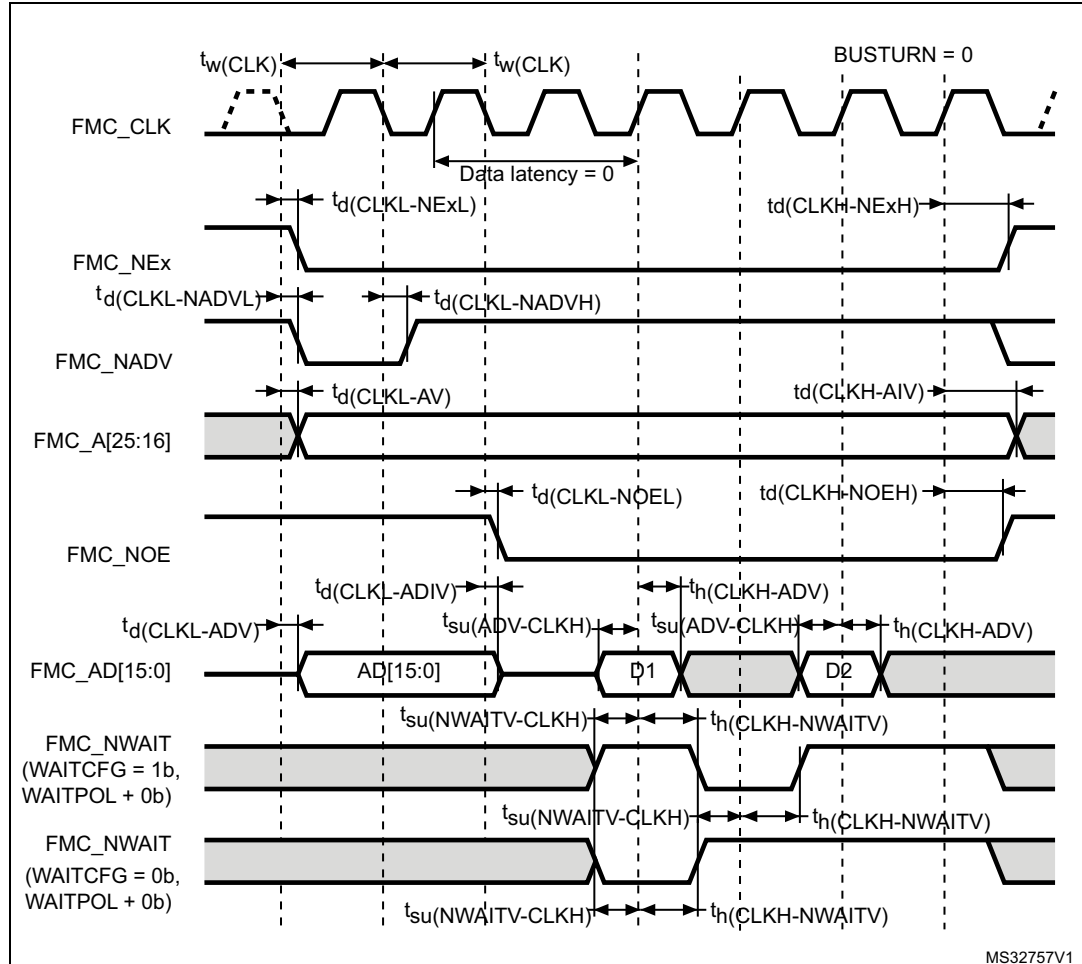 tw(CLK) tw(CLK) BUSTURN = 0
FMC_CLK
Data latency = 0
td(CLKL-NExL) td(CLKH-NExH)
FMC_NEx
td(CLKL-NADVL) td(CLKL-NADVH)
FMC_NADV
td(CLKL-AV) td(CLKH-AIV)
FMC_A[25:16]
td(CLKL-NOEL) td(CLKH-NOEH)
FMC_NOE
td(CLKL-ADIV) th(CLKH-ADV)
td(CLKL-ADV) tsu(ADV-CLKH) tsu(ADV-CLKH) th(CLKH-ADV)
FMC_AD[15:0] AD[15:0] D1 D2
tsu(NWAITV-CLKH) th(CLKH-NWAITV)
FMC_NWAIT
(WAITCFG = 1b,
WAITPOL + 0b)
tsu(NWAITV-CLKH) th(CLKH-NWAITV)
FMC_NWAIT
(WAITCFG = 0b,
WAITPOL + 0b)
tsu(NWAITV-CLKH) th(CLKH-NWAITV)
MS32757V1